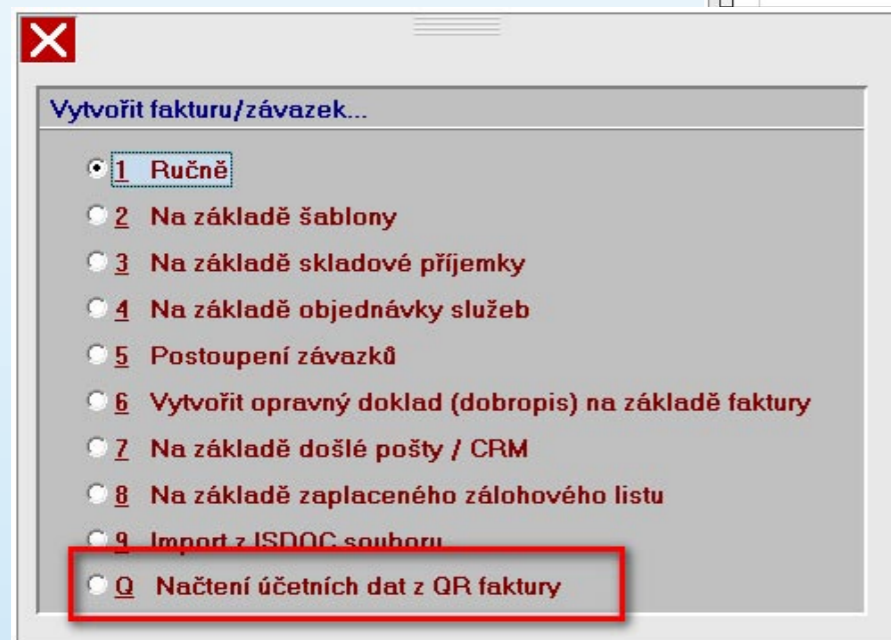 Vytvořit fakturu/závazek...
1 Ručně
2 Na základě šablony
3 Na základě skladové příjemky
4 Na základě objednávky služeb
5 Postoupení závazků
6 Vytvořit opravný doklad (dobropis) na základě faktury
7 Na základě došlé pošty / CRM
8 Na základě zaplaceného zálohového listu
9 Import z ISDOC souboru
Q Načtení účetních dat z QR faktury